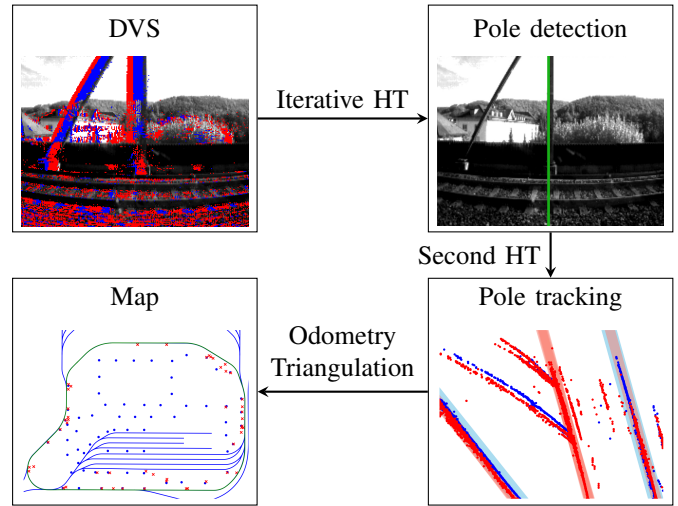 DVS
Pole detection
Iterative HT
Second HT
Map
Pole tracking
Odometry
Triangulation